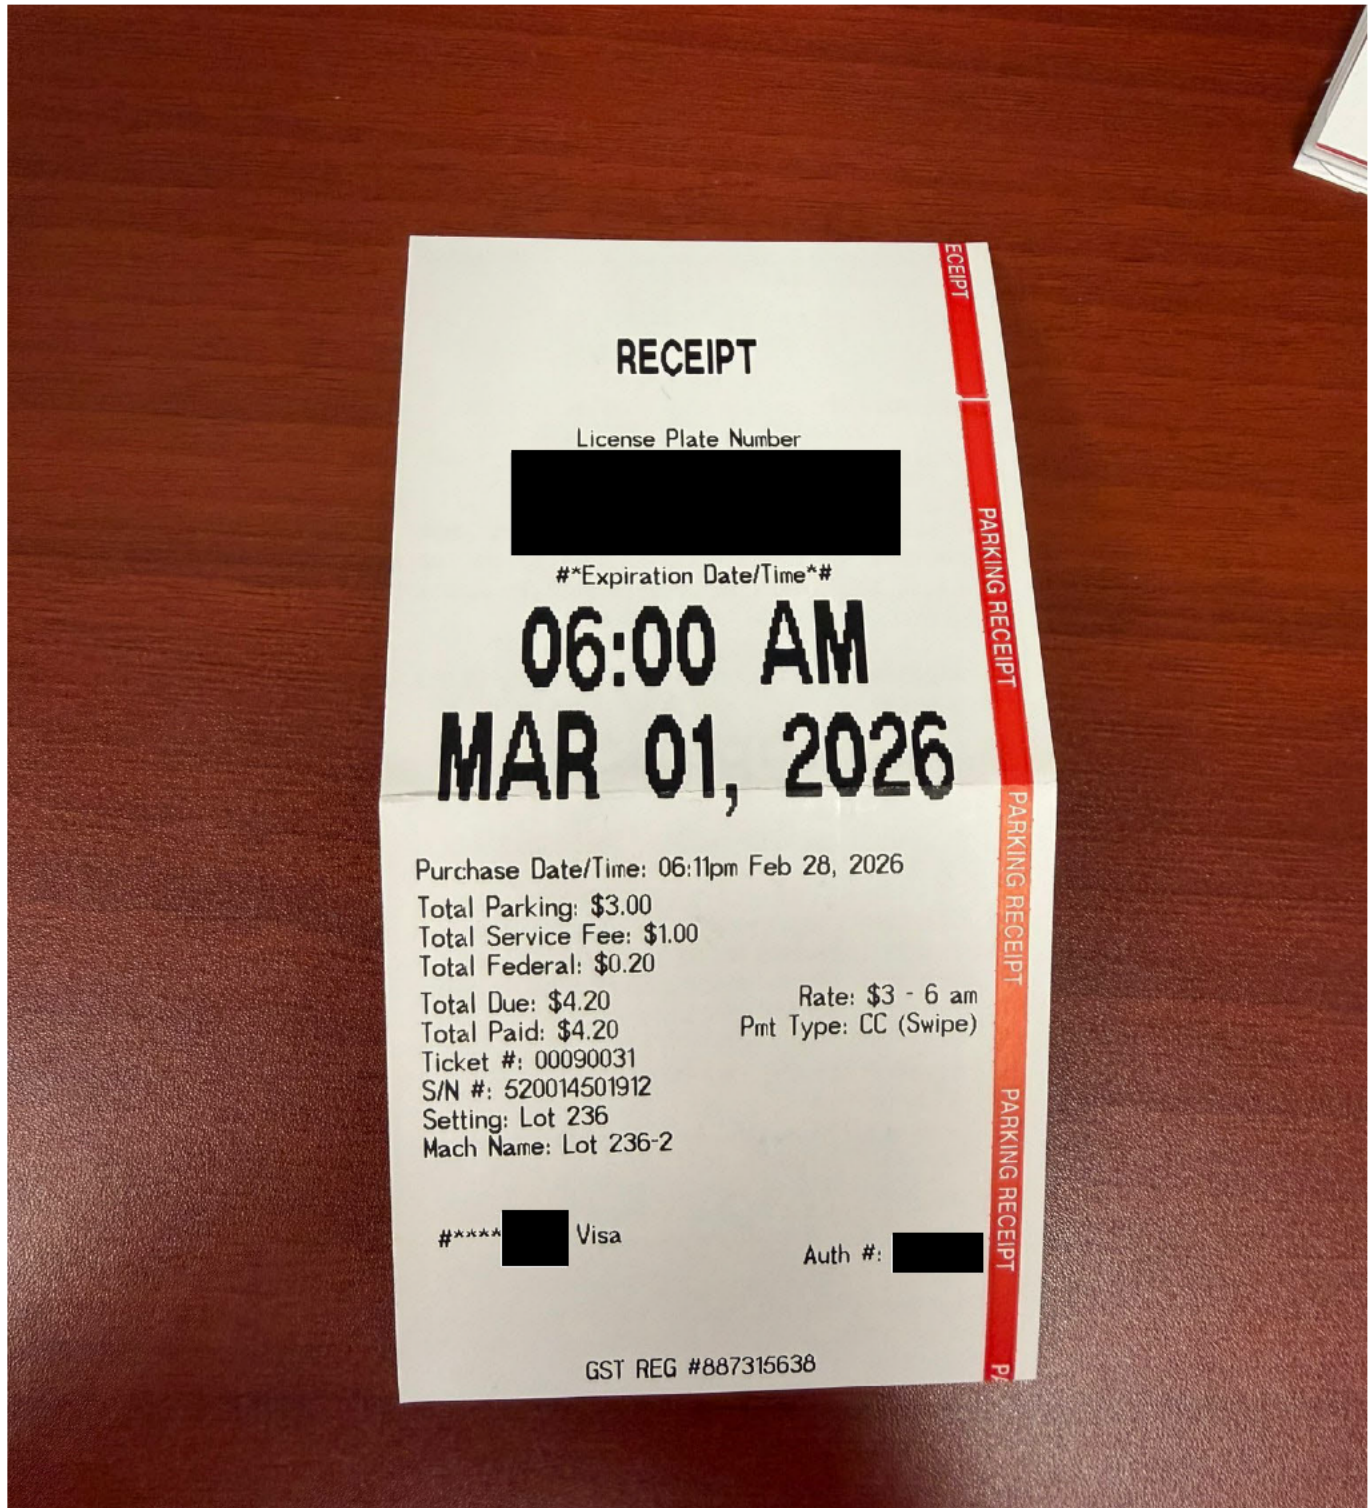 RECEIPT
License Plate Number
#*Expiration Date/Time*#
06:00 AM
MAR 01, 2026
Purchase Date/Time: 06:11pm Feb 28, 2026
Total Parking: $3.00
Total Service Fee: $1.00
Total Federal: $0.20
Total Due: $4.20
Rate: $3 - 6 am
Total Paid: $4.20
Pmt Type: CC (Swipe)
Ticket #: 00090031
S/N #: 520014501912
Setting: Lot 236
Mach Name: Lot 236-2
#**** Visa
Auth #:
GST REG #887315638
ECEIPT
PARKING RECEIPT
PARKING RECEIPT
PARKING RECEIPT
PA